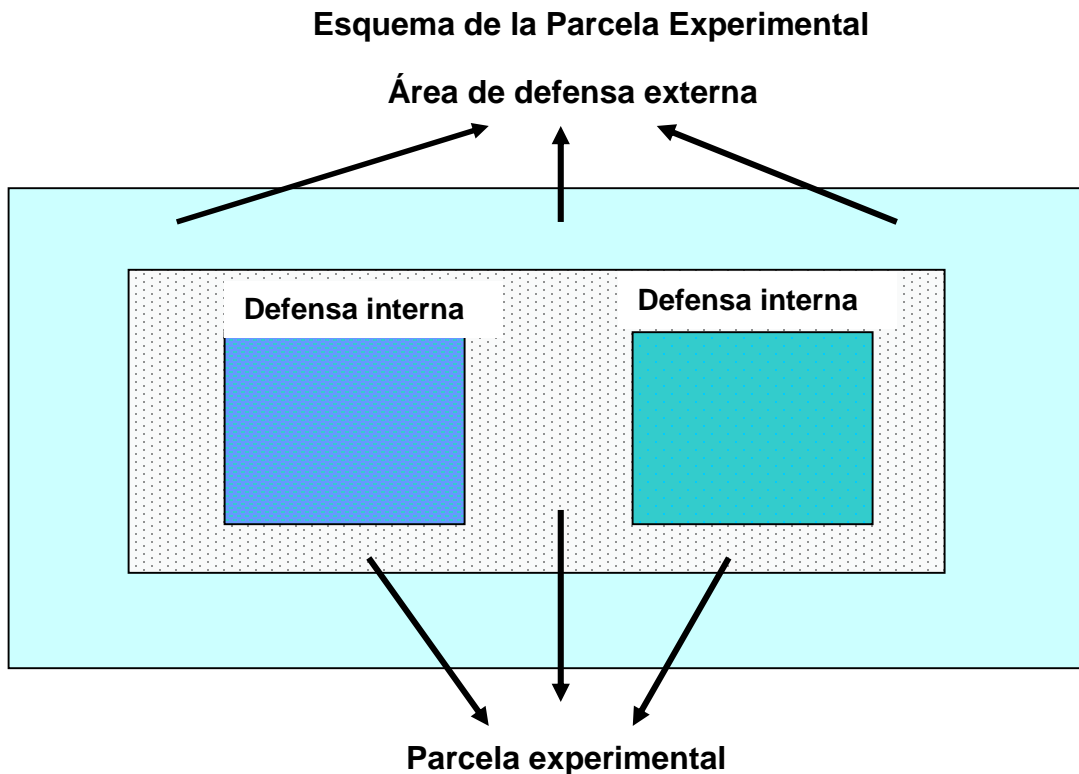 Esquema de la Parcela Experimental
Área de defensa externa
Defensa interna
Defensa interna
Parcela experimental